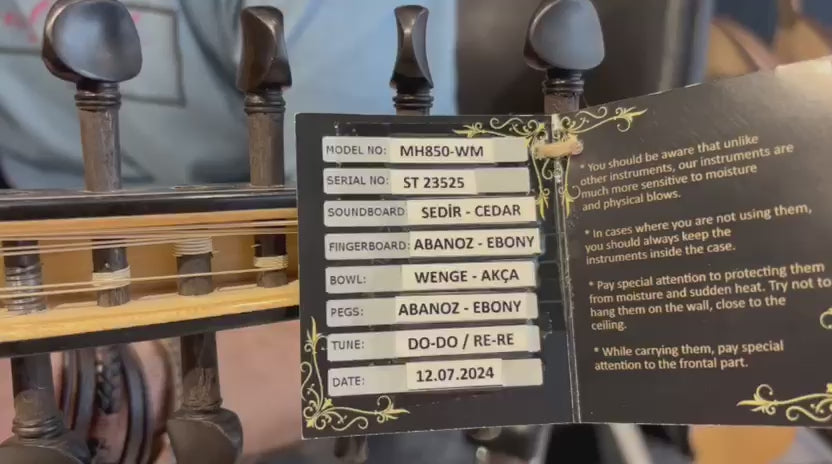 MODEL NO: MH850-WM
SERIAL NO: ST 23525
SOUNDBOARD SEDİR - CEDAR
FINGERBOARD: ABANOZ - EBONY
BOWL: WENGE - AKÇA
PEGS: ABANOZ - EBONY
TUNE: DO-DO / RE-RE
DATE: 12.07.2024
* You should be aware that unlike
other instruments, our instruments are
much more sensitive to moisture
and physical blows.
* In cases where you are not using them,
you should always keep the
instruments inside the case.
* Pay special attention to protecting them
from moisture and sudden heat. Try not to
hang them on the wall, close to the
ceiling.
* While carrying them, pay special
attention to the frontal part.